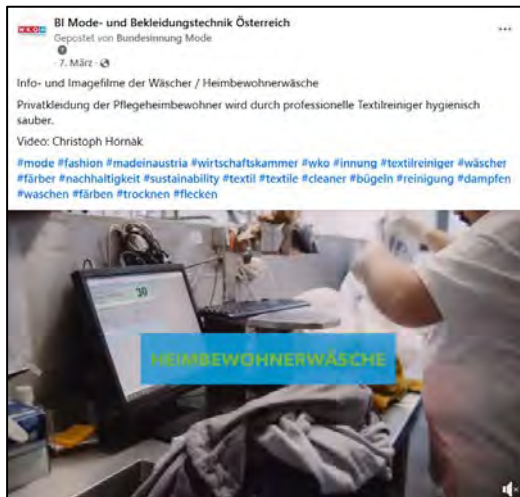 WKO
BI Mode- und Bekleidungstechnik Österreich
Gepostet von Bundesinnung Mode
· 7. März ·
Info- und Imagefilme der Wäscher / Heimbewohnerwäsche
Privatkleidung der Pflegeheimbewohner wird durch professionelle Textilreiniger hygienisch
sauber.
Video: Christoph Hornak
#mode #fashion #madeinaustria #wirtschaftskammer #wko #innung #textilreiniger #wäscher
#färber #nachhaltigkeit #sustainability #textil #textile #cleaner #bügeln #reinigung #dampfen
#waschen #färben #trocknen #flecken
30
HEIMBEWOHNERWÄSCHE